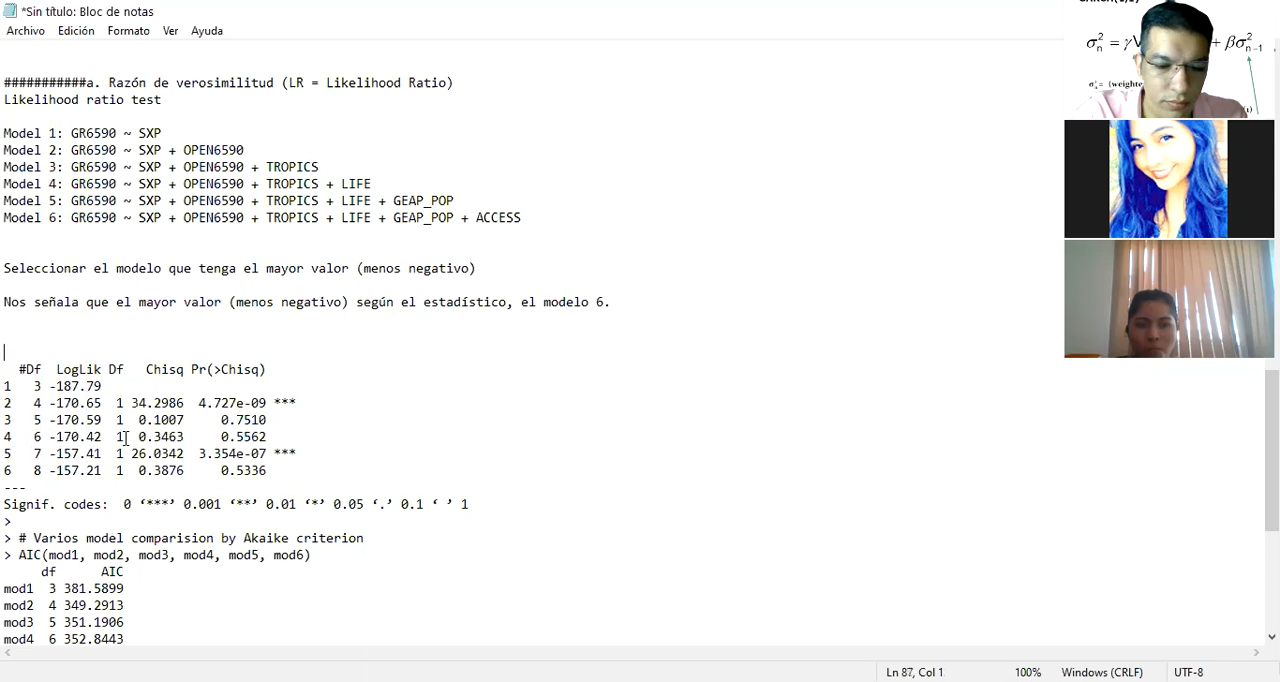 *Sin título: Bloc de notas
Archivo Edición Formato Ver Ayuda
###########a. Razón de verosimilitud (LR = Likelihood Ratio)
Likelihood ratio test
Model 1: GR6590 ~ SXP
Model 2: GR6590 ~ SXP + OPEN6590
Model 3: GR6590 ~ SXP + OPEN6590 + TROPICS
Model 4: GR6590 ~ SXP + OPEN6590 + TROPICS + LIFE
Model 5: GR6590 ~ SXP + OPEN6590 + TROPICS + LIFE + GEAP_POP
Model 6: GR6590 ~ SXP + OPEN6590 + TROPICS + LIFE + GEAP_POP + ACCESS
Seleccionar el modelo que tenga el mayor valor (menos negativo)
Nos señala que el mayor valor (menos negativo) según el estadístico, el modelo 6.
#Df LogLik Df Chisq Pr(>Chisq)
1 3 -187.79
2 4 -170.65 1 34.2986 4.727e-09 ***
3 5 -170.59 1 0.1007 0.7510
4 6 -170.42 1 0.3463 0.5562
5 7 -157.41 1 26.0342 3.354e-07 ***
6 8 -157.21 1 0.3876 0.5336
---
Signif. codes: 0 ‘***’ 0.001 ‘**’ 0.01 ‘*’ 0.05 ‘.’ 0.1 ‘ ’ 1
>
> # Varios model comparision by Akaike criterion
> AIC(mod1, mod2, mod3, mod4, mod5, mod6)
df AIC
mod1 3 381.5899
mod2 4 349.2913
mod3 5 351.1906
mod4 6 352.8443
Ln 87, Col 1 100% Windows (CRLF) UTF-8
σ²n = γV + βσ²n-1
(weighte